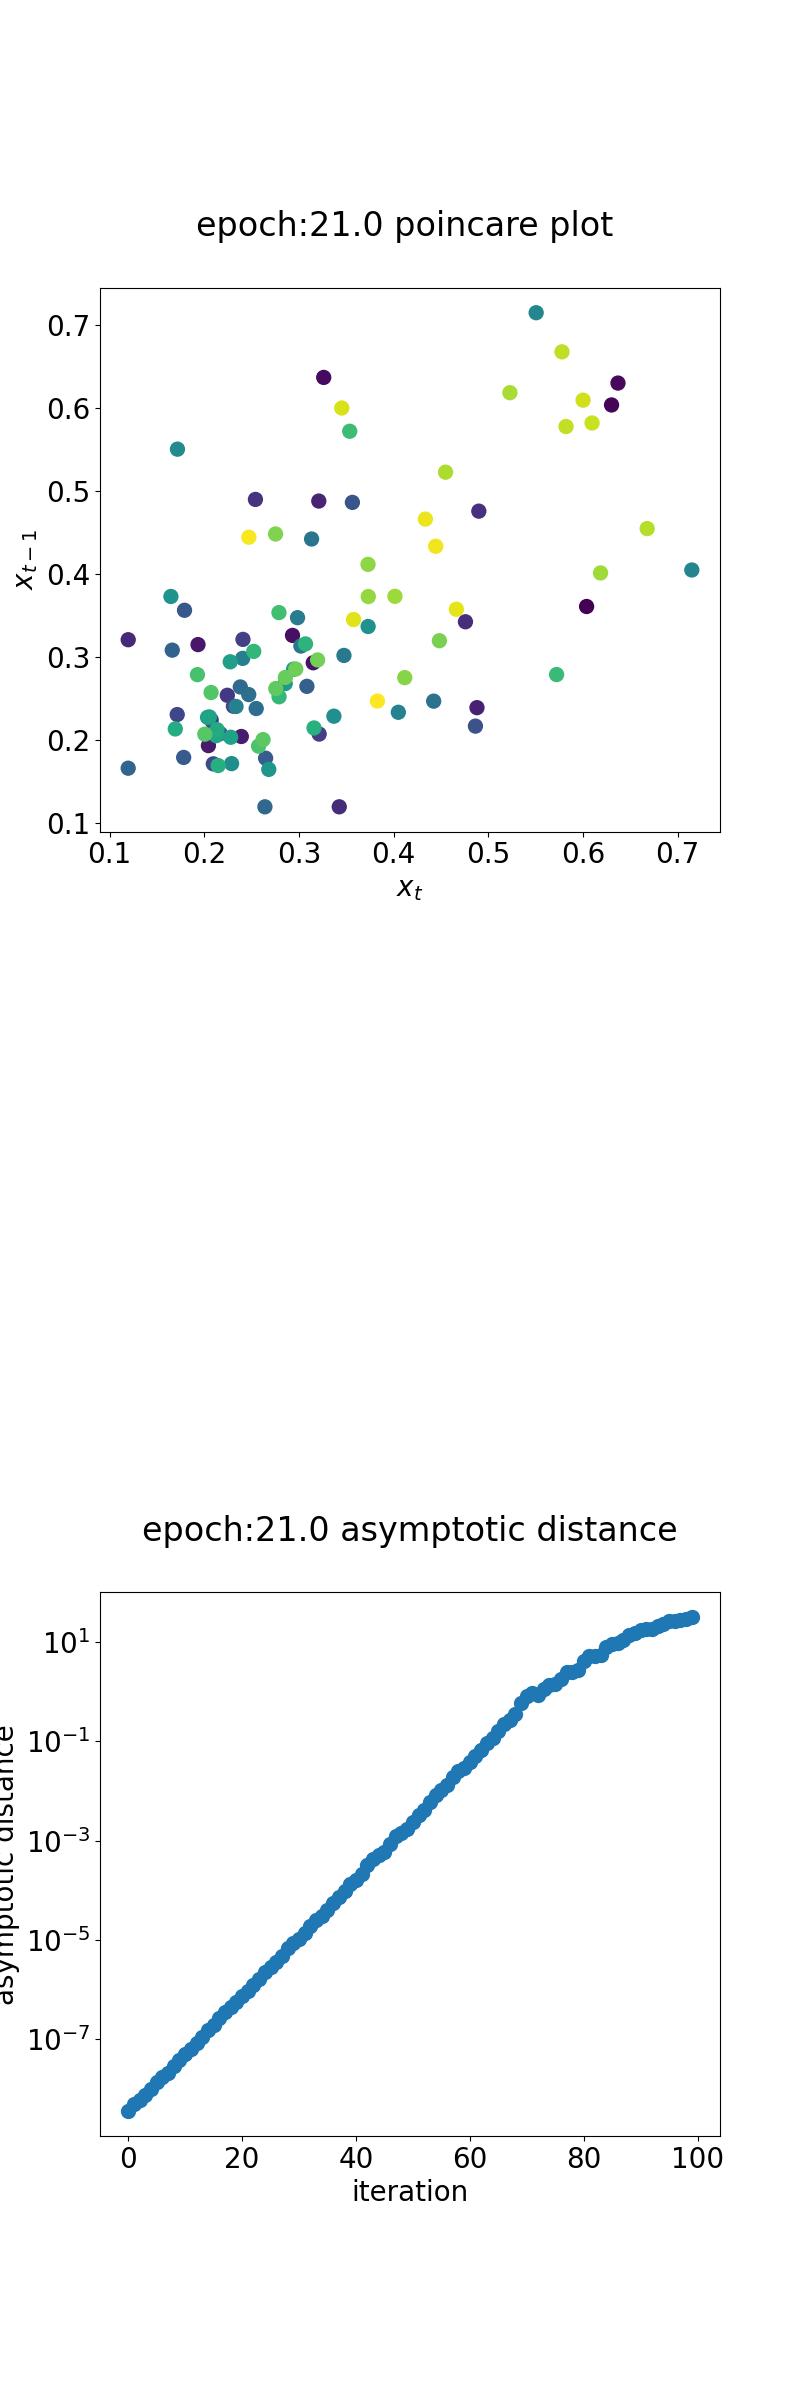 epoch:21.0 poincare plot
0.7
0.6
0.5
0.4
0.3
0.2
0.1
x_{t-1}
0.1 0.2 0.3 0.4 0.5 0.6 0.7
x_t
epoch:21.0 asymptotic distance
10^1
10^{-1}
10^{-3}
10^{-5}
10^{-7}
asymptotic distance
0 20 40 60 80 100
iteration